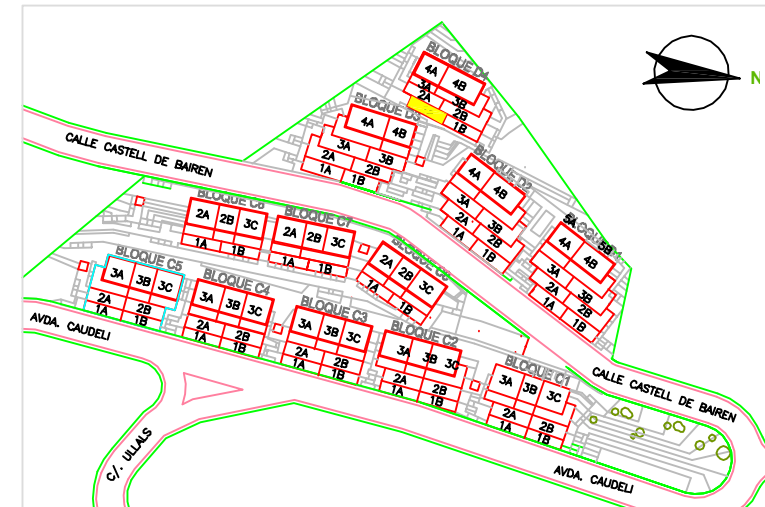 BLOQUE D4
4A 4B
3A 3B
2A 2B
1B
N
BLOQUE D3
4A 4B
3A 3B
2A 2B
1A 1B
CALLE CASTELL DE BAIREN
BLOQUE D2
4A 4B
3A 3B
2A 2B
1A 1B
5A 5B
4A 4B
3A 3B
2A 2B
1A 1B
BLOQUE C6
2A 2B 3C
1A 1B
BLOQUE C7
2A 2B 3C
1A 1B
2A 2B 3C
1A 1B
BLOQUE C5
3A 3B 3C
2A 2B
1A 1B
BLOQUE C4
3A 3B 3C
2A 2B
1A 1B
BLOQUE C3
3A 3B 3C
2A 2B
1A 1B
BLOQUE C2
3A 3B 3C
2A 2B
1A 1B
BLOQUE C1
3A 3B 3C
2A 2B
1A 1B
AVDA. CAUDELI
CALLE CASTELL DE BAIREN
C/. ULLALS
AVDA. CAUDELI